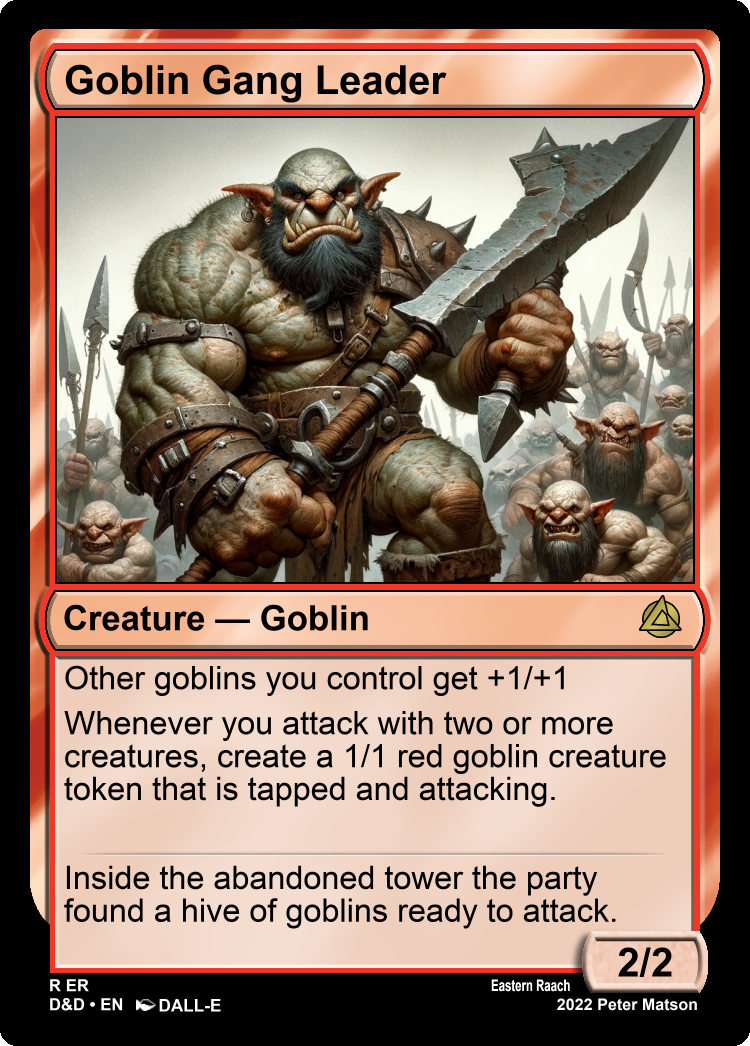 Goblin Gang Leader
Creature — Goblin
Other goblins you control get +1/+1
Whenever you attack with two or more
creatures, create a 1/1 red goblin creature
token that is tapped and attacking.
Inside the abandoned tower the party
found a hive of goblins ready to attack.
2/2
R ER
Eastern Raach
D&D • EN DALL-E
2022 Peter Matson